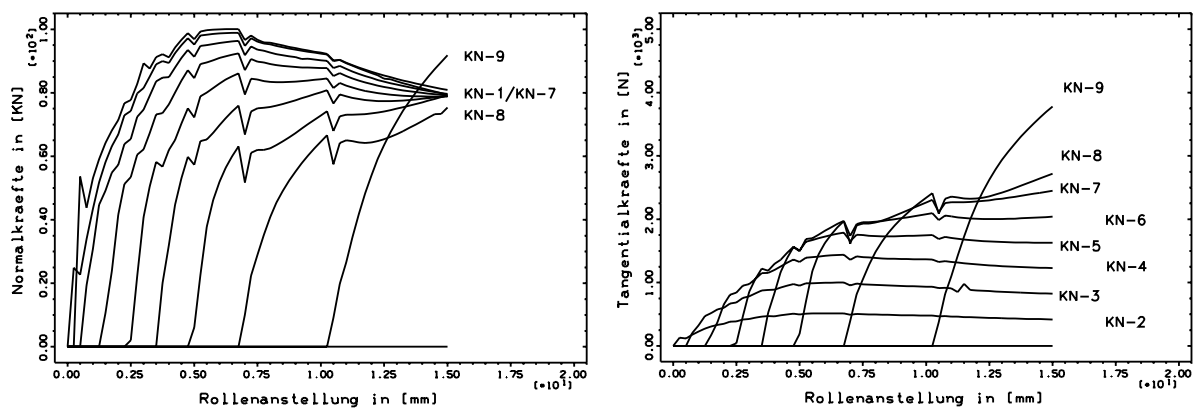 Normalkraefte in [KN]
[*10²]
1.00
0.80
0.60
0.40
0.20
0.00
KN-9
KN-1/KN-7
KN-8
0.00 0.25 0.50 0.75 1.00 1.25 1.50 1.75 2.00
[*10¹]
Rollenanstellung in [mm]
Tangentialkraefte in [N]
[*10³]
5.00
4.00
3.00
2.00
1.00
0.00
KN-9
KN-8
KN-7
KN-6
KN-5
KN-4
KN-3
KN-2
0.00 0.25 0.50 0.75 1.00 1.25 1.50 1.75 2.00
[*10¹]
Rollenanstellung in [mm]